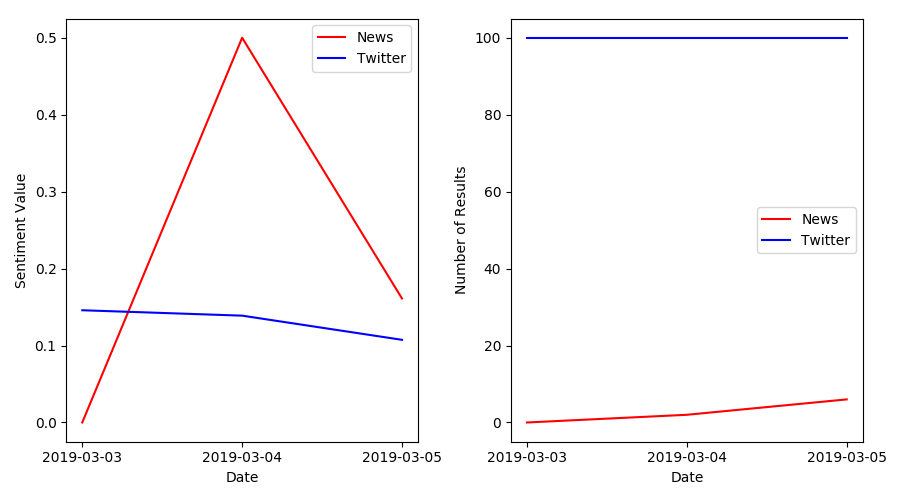 0.5
0.4
0.3
0.2
0.1
0.0
Sentiment Value
2019-03-03
2019-03-04
2019-03-05
Date
News
Twitter
100
80
60
40
20
0
Number of Results
2019-03-03
2019-03-04
2019-03-05
Date
News
Twitter